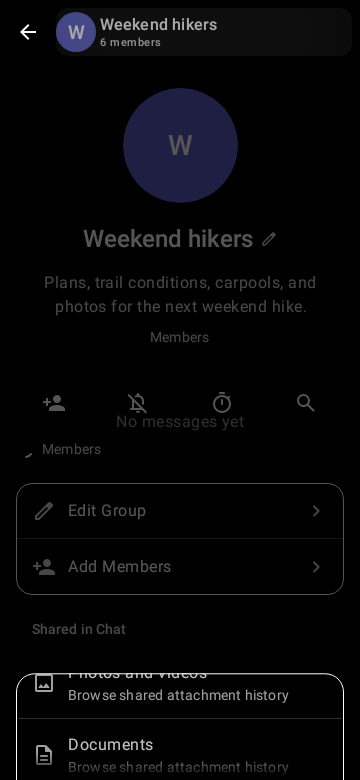 W
Weekend hikers
6 members
W
Weekend hikers
Plans, trail conditions, carpools, and
photos for the next weekend hike.
Members
No messages yet
Members
Edit Group
Add Members
Shared in Chat
Photos and videos
Browse shared attachment history
Documents
Browse shared attachment history